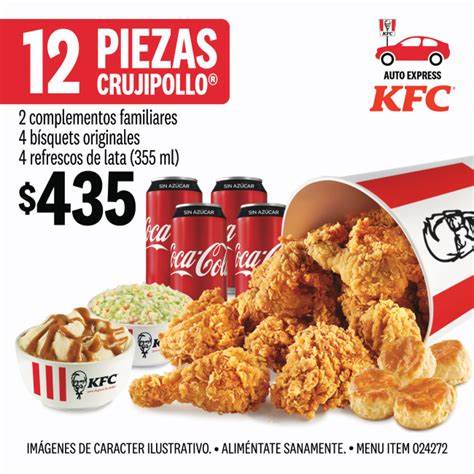 12 PIEZAS
CRUJIPOLLO®
2 complementos familiares
4 bísquets originales
4 refrescos de lata (355 ml)
$435
KFC
AUTO EXPRESS
KFC
SIN AZÚCAR
SIN AZÚCAR
SIN AZÚCAR
SIN AZÚCAR
Coca-Cola
Coca-Cola
KFC
KFC
IMÁGENES DE CARACTER ILUSTRATIVO. • ALIMÉNTATE SANAMENTE. • MENU ITEM 024272